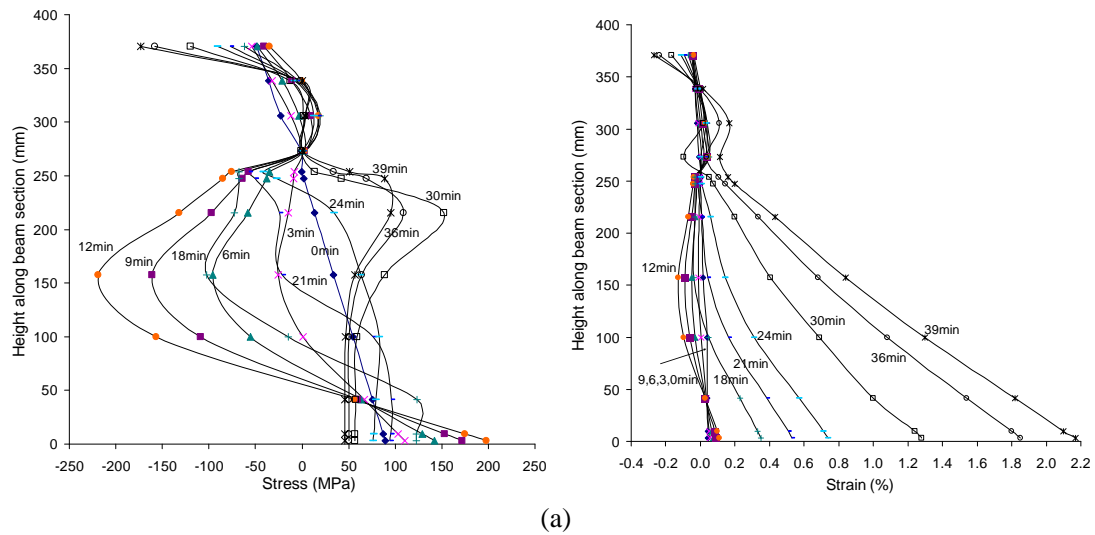 400
350
300
250
200
150
100
50
0
Height along beam section (mm)
39min
30min
24min
36min
3min
0min
12min
9min
18min
6min
21min
-250 -200 -150 -100 -50 0 50 100 150 200 250
Stress (MPa)
400
350
300
250
200
150
100
50
0
Height along beam section (mm)
12min
30min
39min
24min
36min
21min
9,6,3,0min
18min
-0.4 -0.2 0.0 0.2 0.4 0.6 0.8 1.0 1.2 1.4 1.6 1.8 2.0 2.2
Strain (%)
(a)